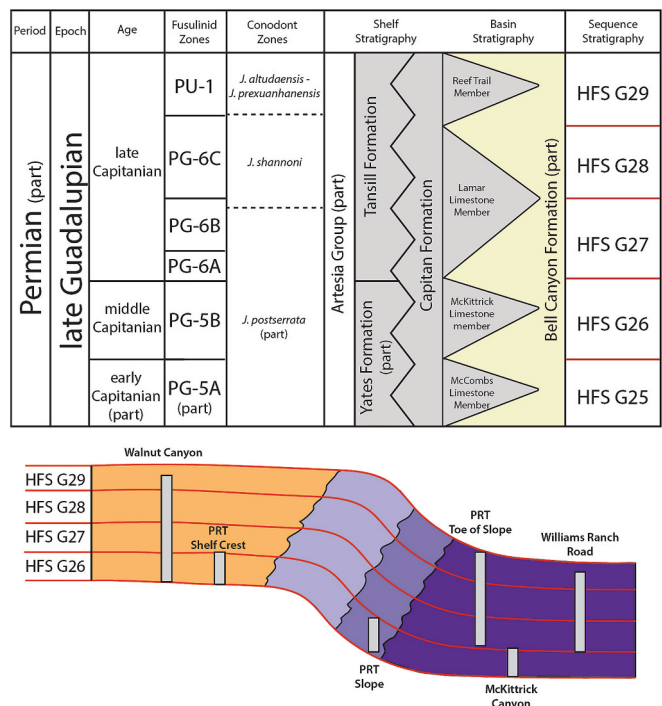 Period
Epoch
Age
Fusulinid
Zones
Conodont
Zones
Shelf
Stratigraphy
Basin
Stratigraphy
Sequence
Stratigraphy
Permian (part)
late Guadalupian
late
Capitanian
middle
Capitanian
early
Capitanian
(part)
PU-1
PG-6C
PG-6B
PG-6A
PG-5B
PG-5A
(part)
J. altudaensis -
J. prexuanhanensis
J. shannoni
J. postserrata
(part)
Artesia Group (part)
Tansill Formation
Yates Formation
(part)
Capitan Formation
Reef Trail
Member
Lamar
Limestone
Member
McKittrick
Limestone
member
McCombs
Limestone
Member
Bell Canyon Formation (part)
HFS G29
HFS G28
HFS G27
HFS G26
HFS G25
Walnut Canyon
HFS G29
HFS G28
HFS G27
HFS G26
PRT
Shelf Crest
PRT
Toe of Slope
Williams Ranch
Road
PRT
Slope
McKittrick
Canyon